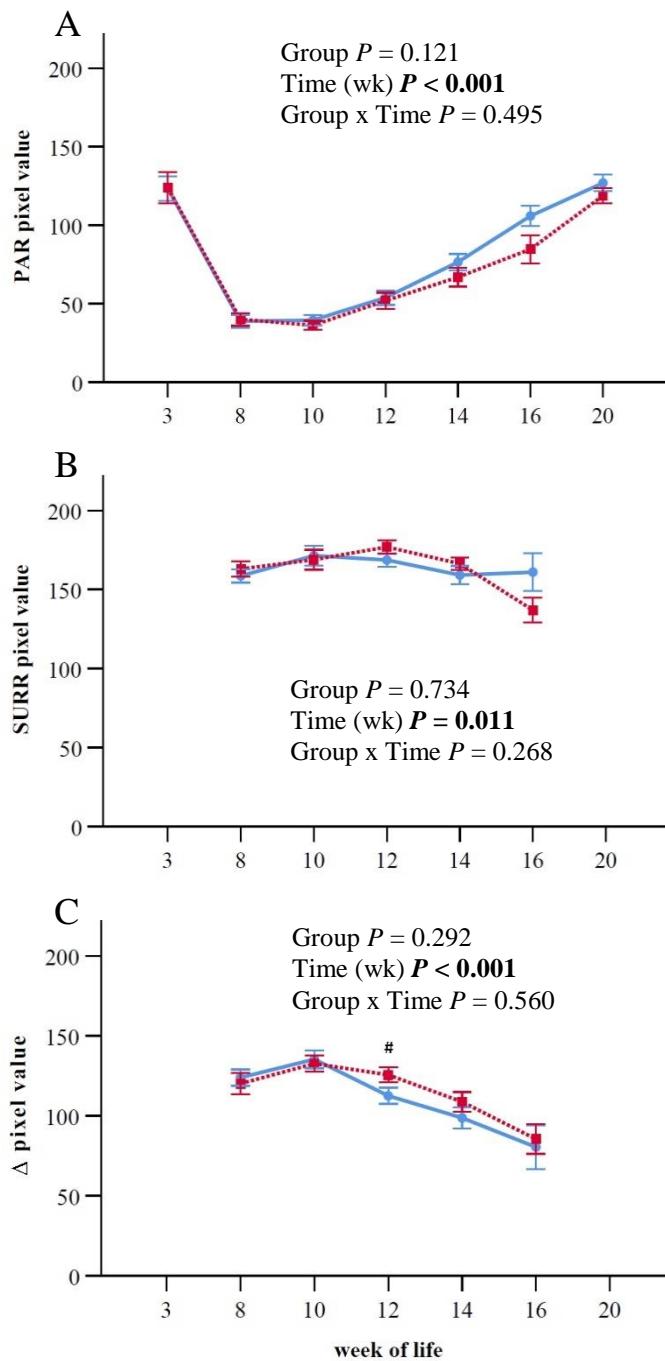 A
Group P = 0.121
Time (wk) P < 0.001
Group x Time P = 0.495
PAR pixel value
200
150
100
50
0
3 8 10 12 14 16 20
B
SURR pixel value
200
150
100
50
0
Group P = 0.734
Time (wk) P = 0.011
Group x Time P = 0.268
3 8 10 12 14 16 20
C
Group P = 0.292
Time (wk) P < 0.001
Group x Time P = 0.560
Δ pixel value
200
150
100
50
0
#
3 8 10 12 14 16 20
week of life